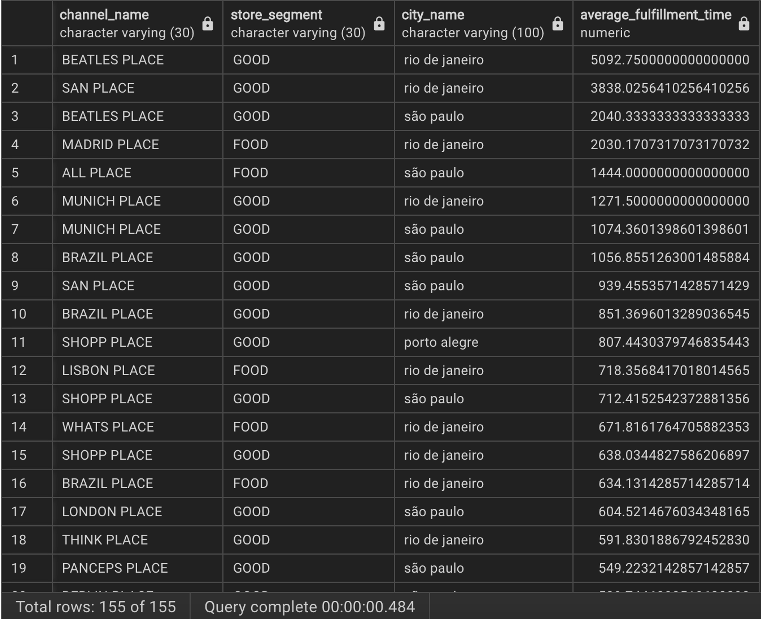 channel_name store_segment city_name average_fulfillment_time
character varying (30) character varying (30) character varying (100) numeric
1 BEATLES PLACE GOOD rio de janeiro 5092.7500000000000000
2 SAN PLACE GOOD rio de janeiro 3838.0256410256410256
3 BEATLES PLACE GOOD são paulo 2040.3333333333333333
4 MADRID PLACE FOOD rio de janeiro 2030.1707317073170732
5 ALL PLACE FOOD são paulo 1444.0000000000000000
6 MUNICH PLACE GOOD rio de janeiro 1271.5000000000000000
7 MUNICH PLACE GOOD são paulo 1074.3601398601398601
8 BRAZIL PLACE GOOD são paulo 1056.8551263001485884
9 SAN PLACE GOOD são paulo 939.4553571428571429
10 BRAZIL PLACE GOOD rio de janeiro 851.3696013289036545
11 SHOPP PLACE GOOD porto alegre 807.4430379746835443
12 LISBON PLACE FOOD rio de janeiro 718.3568417018014565
13 SHOPP PLACE GOOD são paulo 712.4152542372881356
14 WHATS PLACE FOOD rio de janeiro 671.8161764705882353
15 SHOPP PLACE GOOD rio de janeiro 638.0344827586206897
16 BRAZIL PLACE FOOD rio de janeiro 634.1314285714285714
17 LONDON PLACE GOOD são paulo 604.5214676034348165
18 THINK PLACE GOOD rio de janeiro 591.8301886792452830
19 PANCEPS PLACE GOOD são paulo 549.2232142857142857
Total rows: 155 of 155 Query complete 00:00:00.484